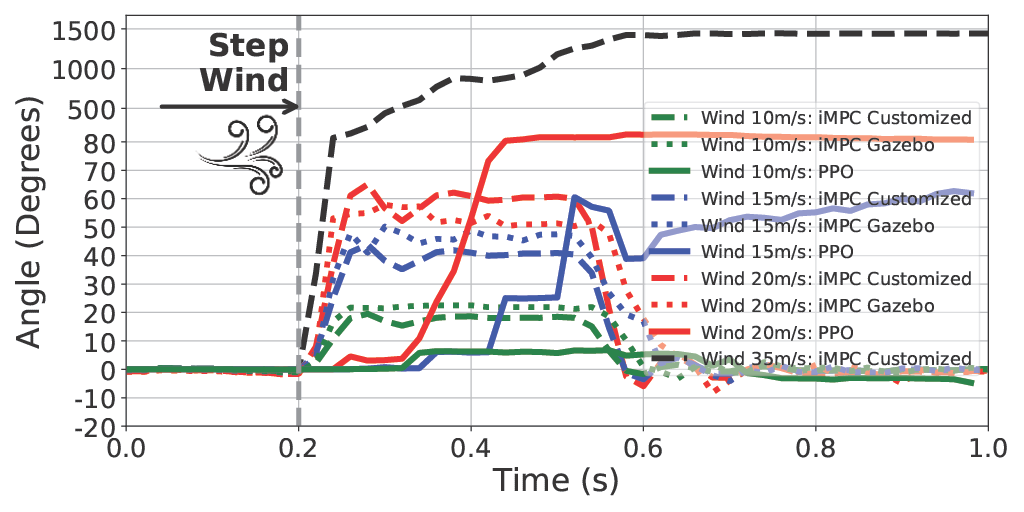 Angle (Degrees)
1500
1000
500
80
70
60
50
40
30
20
10
0
-10
-20
Step
Wind
Wind 10m/s: iMPC Customized
Wind 10m/s: iMPC Gazebo
Wind 10m/s: PPO
Wind 15m/s: iMPC Customized
Wind 15m/s: iMPC Gazebo
Wind 15m/s: PPO
Wind 20m/s: iMPC Customized
Wind 20m/s: iMPC Gazebo
Wind 20m/s: PPO
Wind 35m/s: iMPC Customized
0.0 0.2 0.4 0.6 0.8 1.0
Time (s)